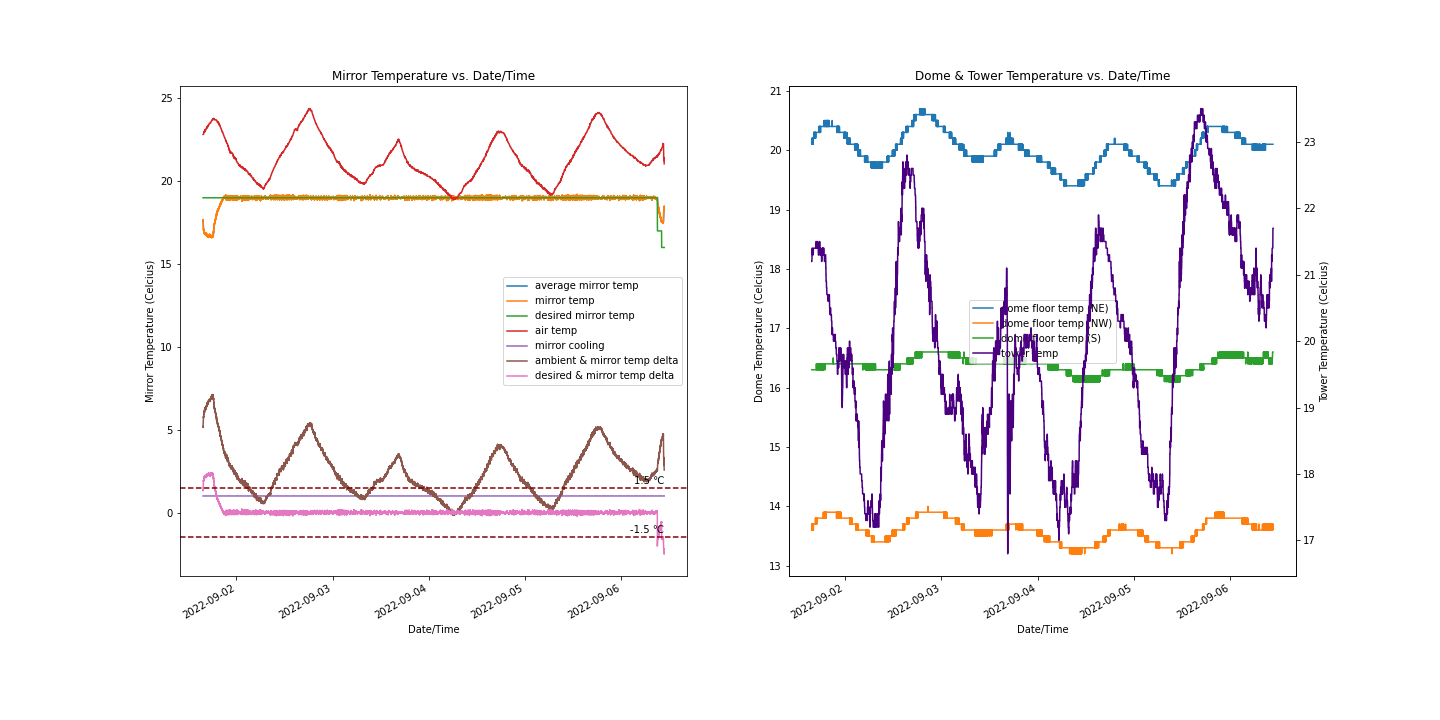 Mirror Temperature vs. Date/Time
Mirror Temperature (Celcius)
25
20
15
10
5
0
average mirror temp
mirror temp
desired mirror temp
air temp
mirror cooling
ambient & mirror temp delta
desired & mirror temp delta
1.5 °C
-1.5 °C
2022-09-02
2022-09-03
2022-09-04
2022-09-05
2022-09-06
Date/Time
Dome & Tower Temperature vs. Date/Time
Dome Temperature (Celcius)
21
20
19
18
17
16
15
14
13
dome floor temp (NE)
dome floor temp (NW)
dome floor temp (S)
tower temp
23
22
21
20
19
18
17
Tower Temperature (Celcius)
2022-09-02
2022-09-03
2022-09-04
2022-09-05
2022-09-06
Date/Time